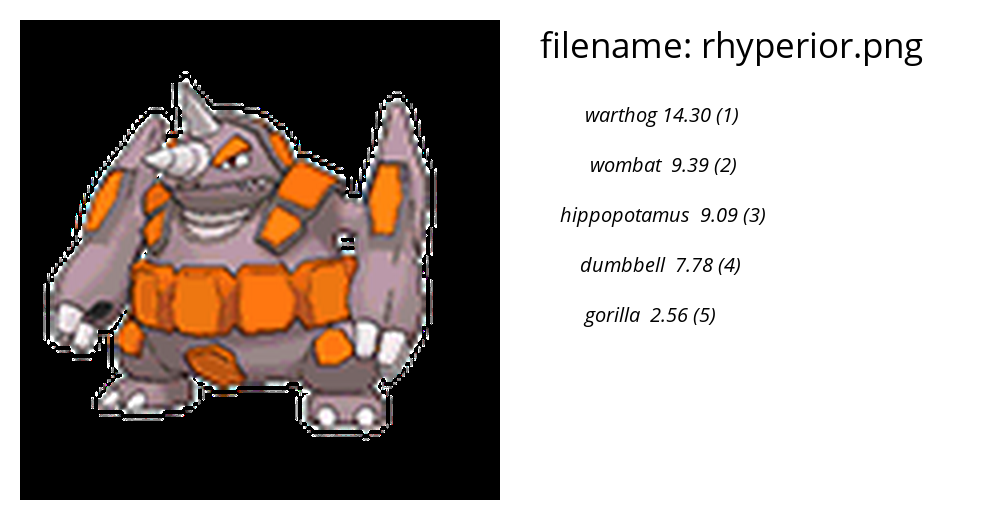 filename: rhyperior.png
warthog 14.30 (1)
wombat 9.39 (2)
hippopotamus 9.09 (3)
dumbbell 7.78 (4)
gorilla 2.56 (5)